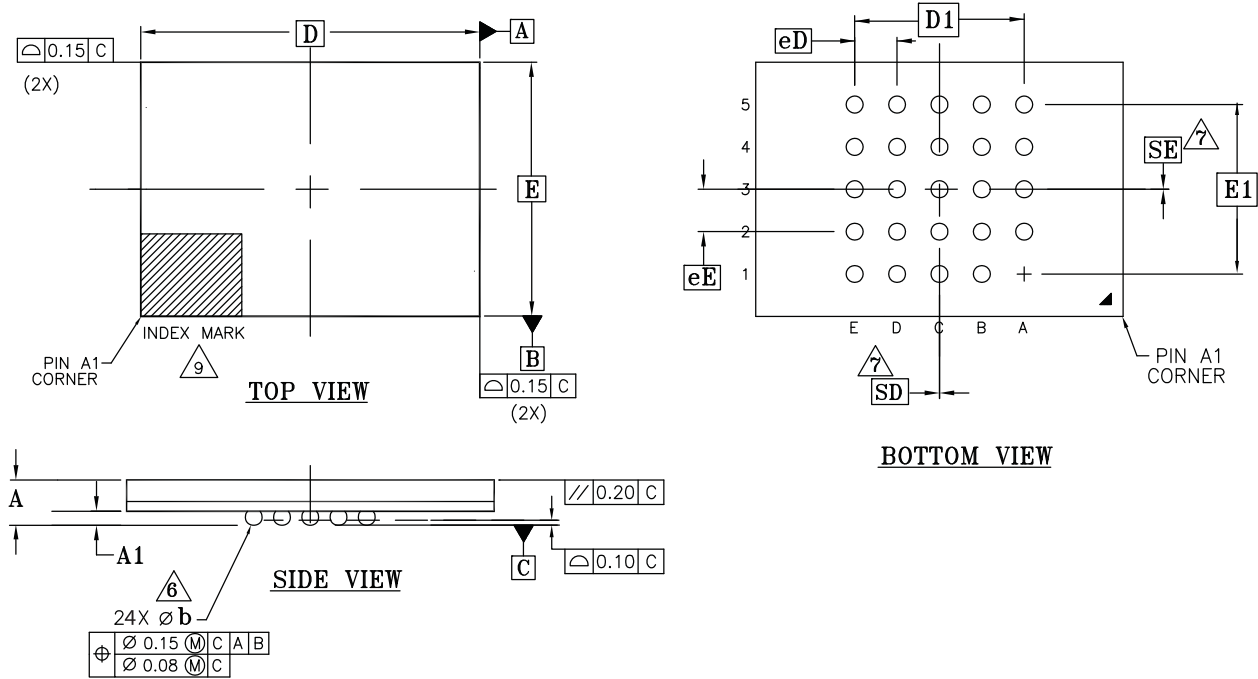 D
A
⌓ 0.15 C
(2X)
E
INDEX MARK
9
PIN A1
CORNER
B
⌓ 0.15 C
(2X)
TOP VIEW
D1
eD
5
4
3
2
1
SE
7
E1
eE
E D C B A
7
SD
PIN A1
CORNER
BOTTOM VIEW
A
A1
// 0.20 C
C
⌓ 0.10 C
SIDE VIEW
6
24X Ø b
⌖ Ø 0.15 Ⓜ C A B
Ø 0.08 Ⓜ C